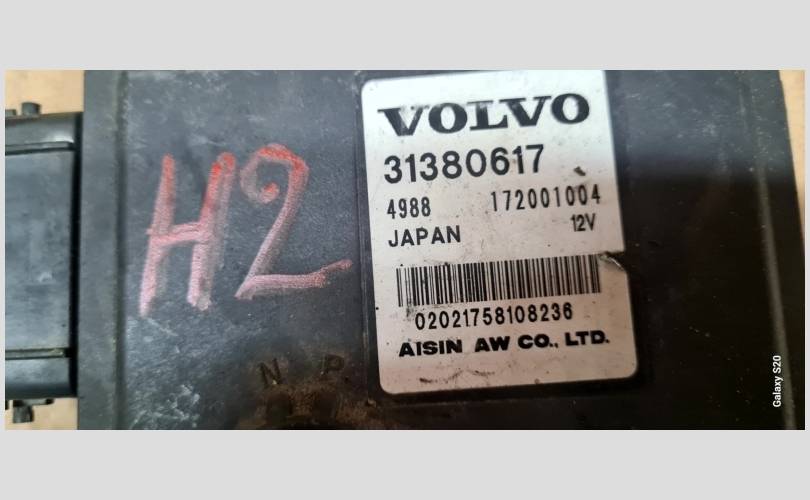 H2
VOLVO
31380617
4988 172001004
JAPAN 12V
02021758108236
AISIN AW CO., LTD.
N P.
Galaxy S20